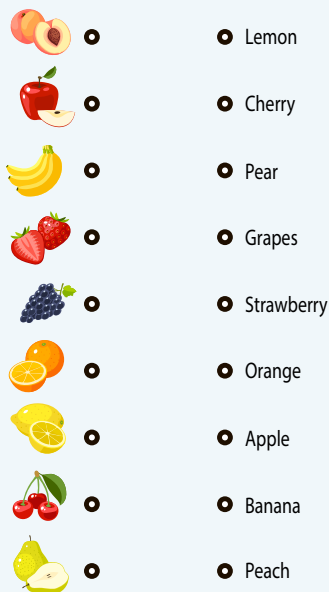 Lemon
Cherry
Pear
Grapes
Strawberry
Orange
Apple
Banana
Peach